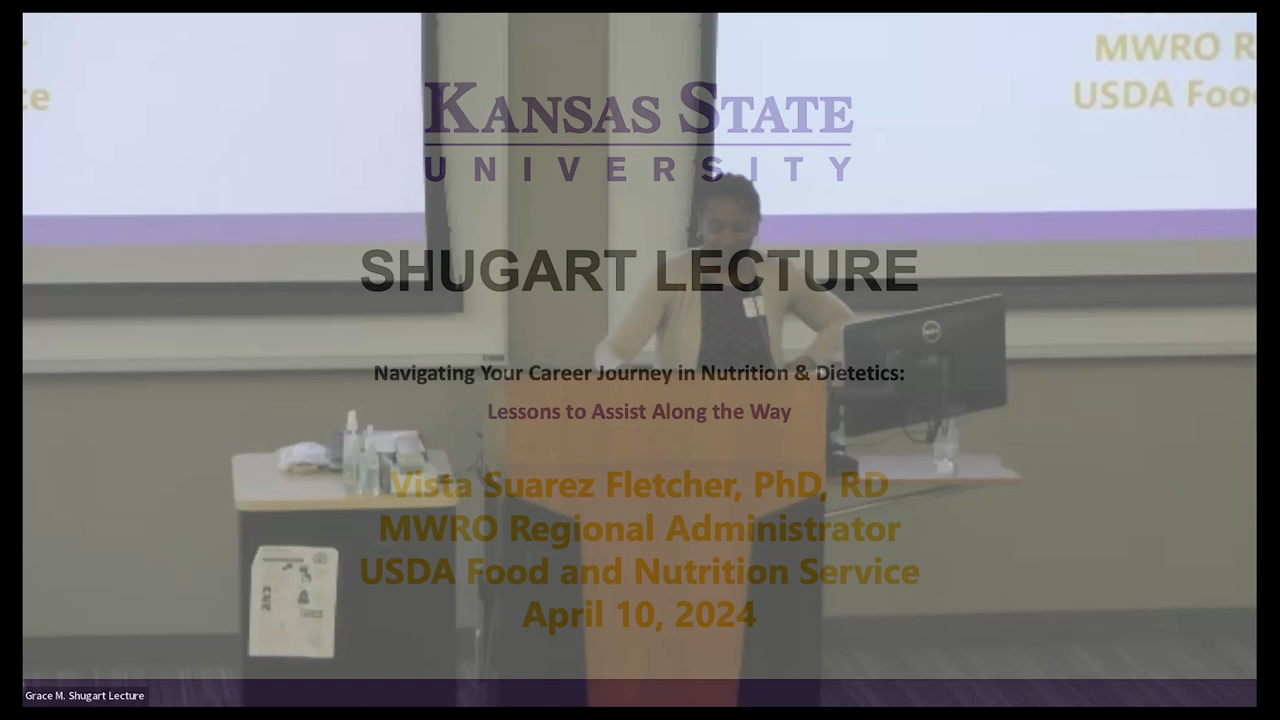 ce
MWRO R
USDA Food
KANSAS STATE
UNIVERSITY
SHUGART LECTURE
Navigating Your Career Journey in Nutrition & Dietetics:
Lessons to Assist Along the Way
Vista Suarez Fletcher, PhD, RD
MWRO Regional Administrator
USDA Food and Nutrition Service
April 10, 2024
DELL
Grace M. Shugart Lecture